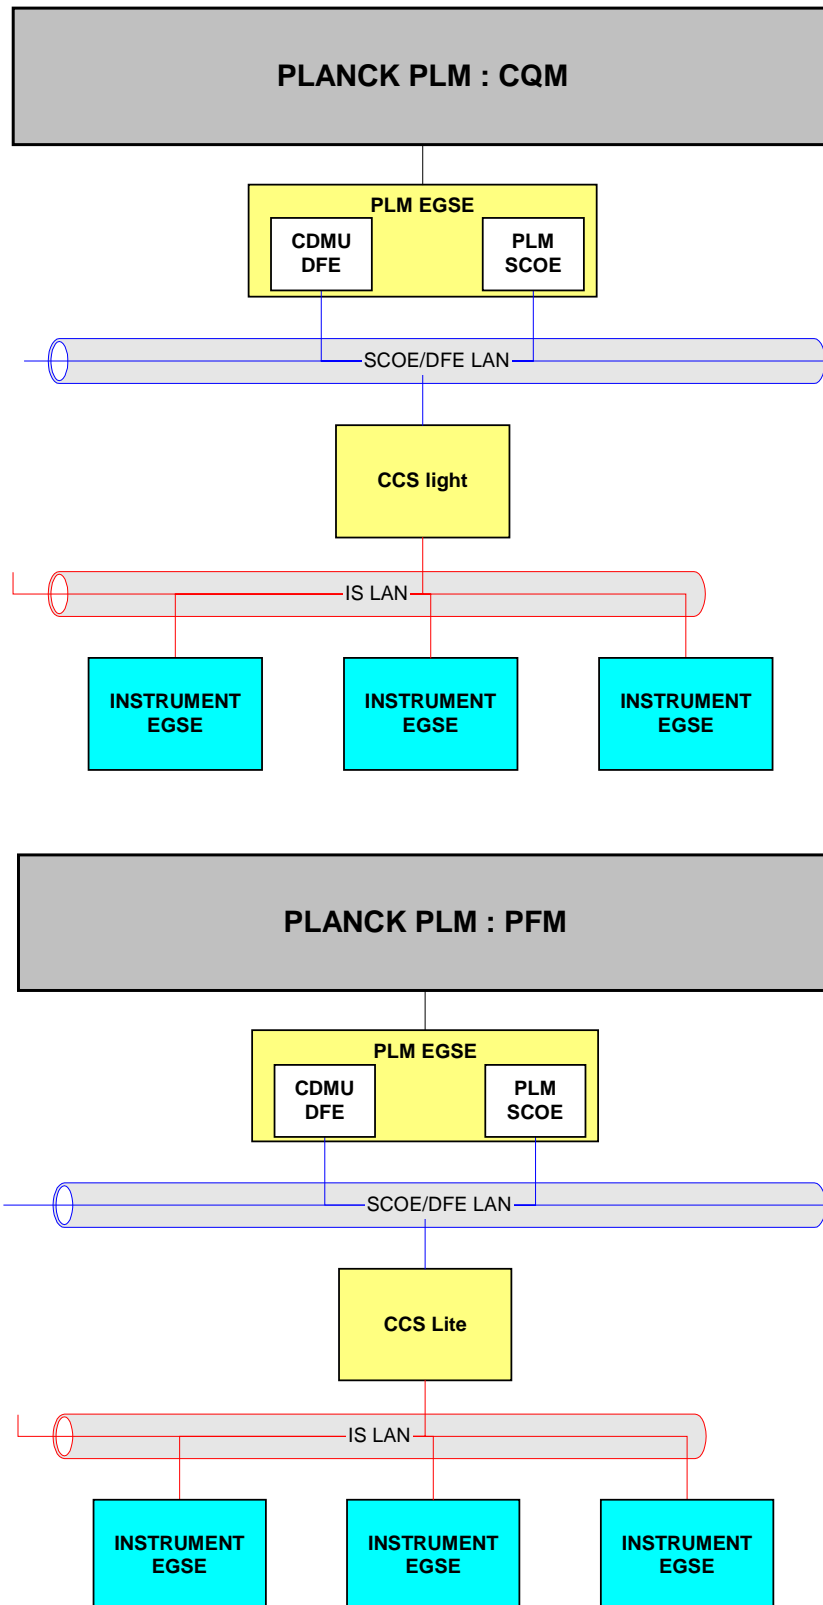 PLANCK PLM : CQM
PLM EGSE
CDMU
DFE
PLM
SCOE
SCOE/DFE LAN
CCS light
IS LAN
INSTRUMENT
EGSE
INSTRUMENT
EGSE
INSTRUMENT
EGSE
PLANCK PLM : PFM
PLM EGSE
CDMU
DFE
PLM
SCOE
SCOE/DFE LAN
CCS Lite
IS LAN
INSTRUMENT
EGSE
INSTRUMENT
EGSE
INSTRUMENT
EGSE